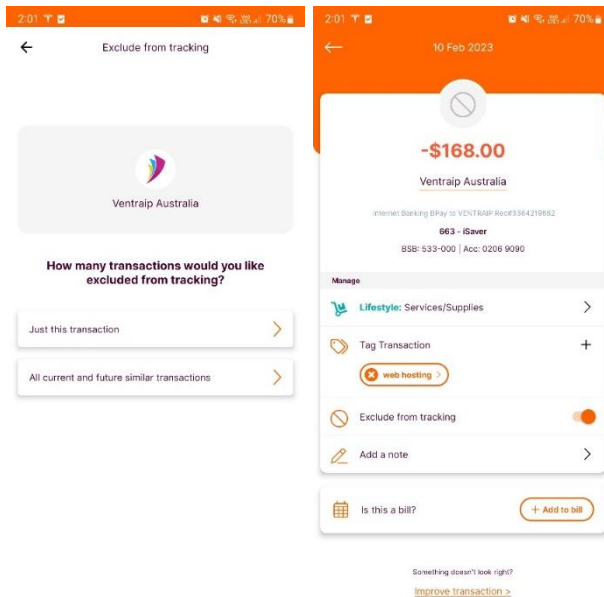 2:01
70%
Exclude from tracking
Ventraip Australia
How many transactions would you like
excluded from tracking?
Just this transaction
All current and future similar transactions
2:01
70%
10 Feb 2023
-$168.00
Ventraip Australia
Internet Banking BPay to VENTRAIP
663 - iSaver
BSB: 533-000 | Acc: 0206 9090
Manage
Lifestyle: Services/Supplies
Tag Transaction
web hosting
Exclude from tracking
Add a note
Is this a bill?
+ Add to bill
Something doesn't look right?
Improve transaction >